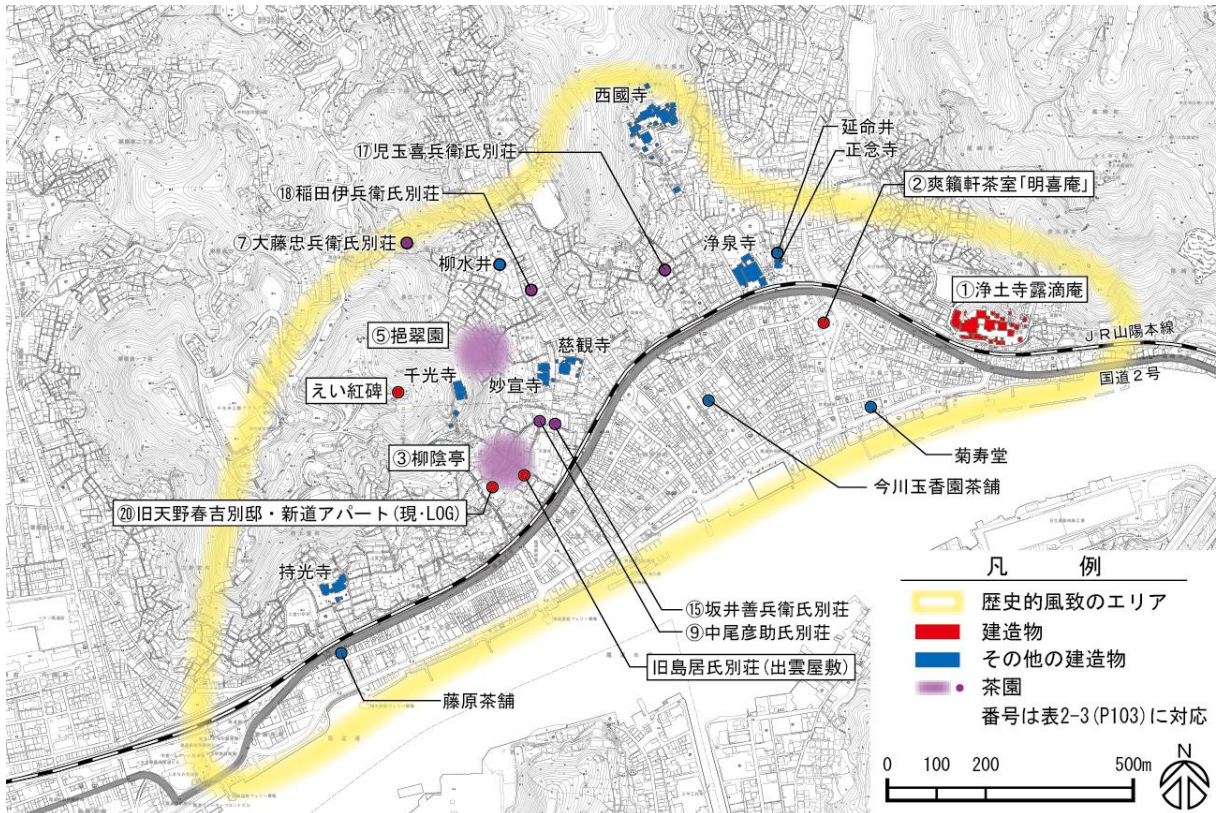 西國寺
延命井
正念寺
⑰児玉喜兵衛氏別荘
②爽籟軒茶室「明喜庵」
⑱稲田伊兵衛氏別荘
浄泉寺
⑦大藤忠兵衛氏別荘
柳水井
①浄土寺露滴庵
JR山陽本線
⑤挹翠園
慈観寺
千光寺
妙宣寺
国道2号
えい紅碑
③柳陰亭
菊寿堂
今川玉香園茶舗
⑳旧天野春吉別邸・新道アパート(現・LOG)
持光寺
⑮坂井善兵衛氏別荘
⑨中尾彦助氏別荘
旧島居氏別荘(出雲屋敷)
藤原茶舗
凡 例
歴史的風致のエリア
建造物
その他の建造物
茶園
番号は表2-3(P103)に対応
0 100 200 500m
N